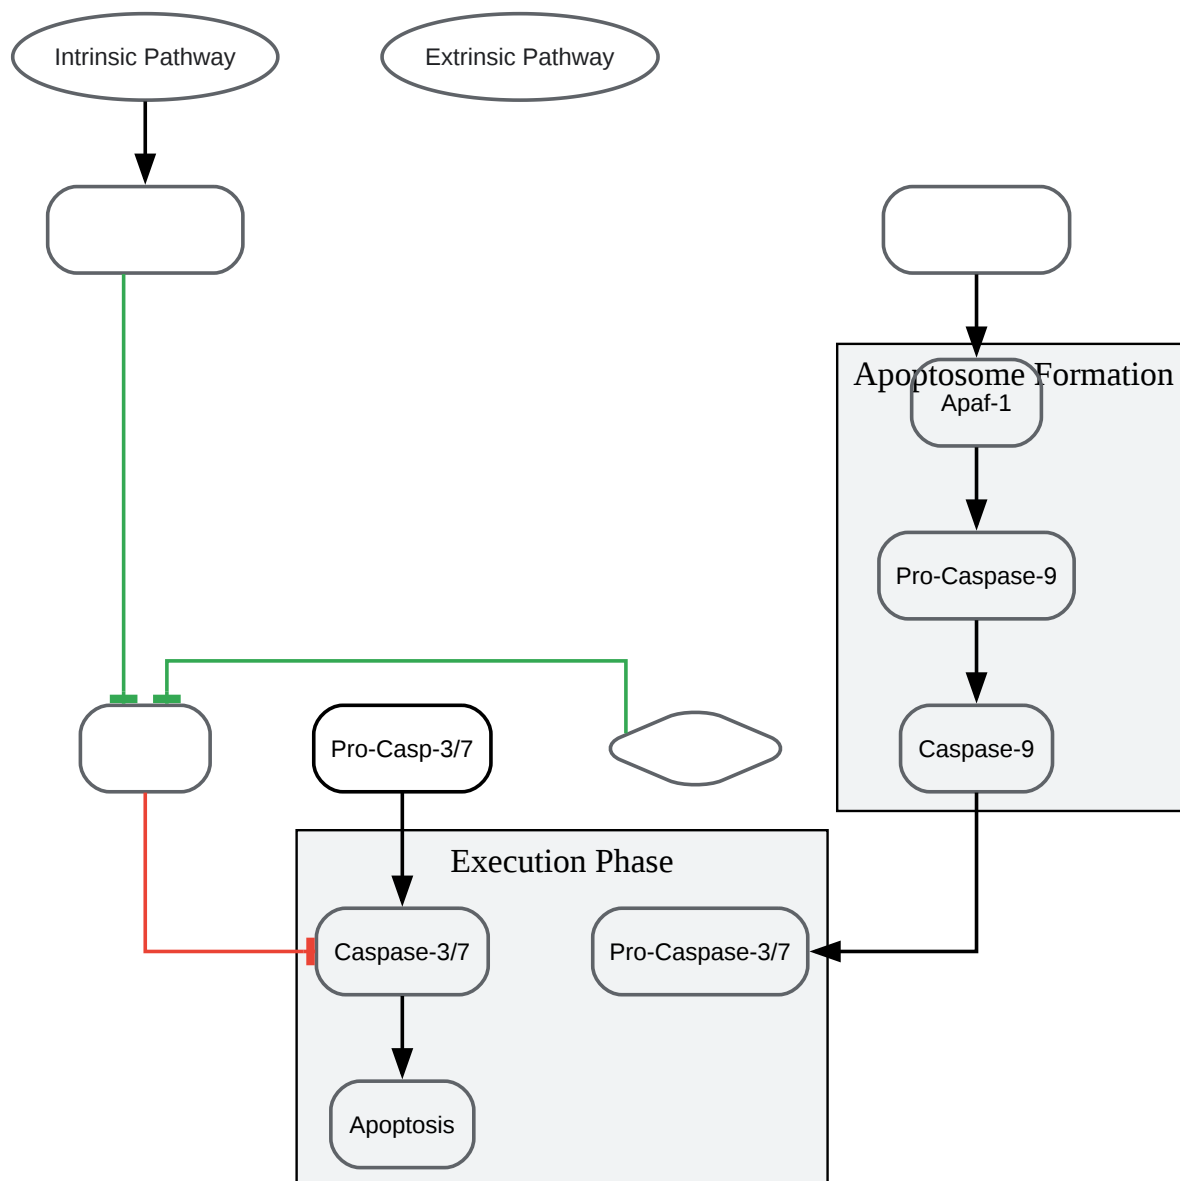 Intrinsic Pathway
Extrinsic Pathway
Apoptosome Formation
Apaf-1
Pro-Caspase-9
Pro-Casp-3/7
Caspase-9
Execution Phase
Caspase-3/7
Pro-Caspase-3/7
Apoptosis